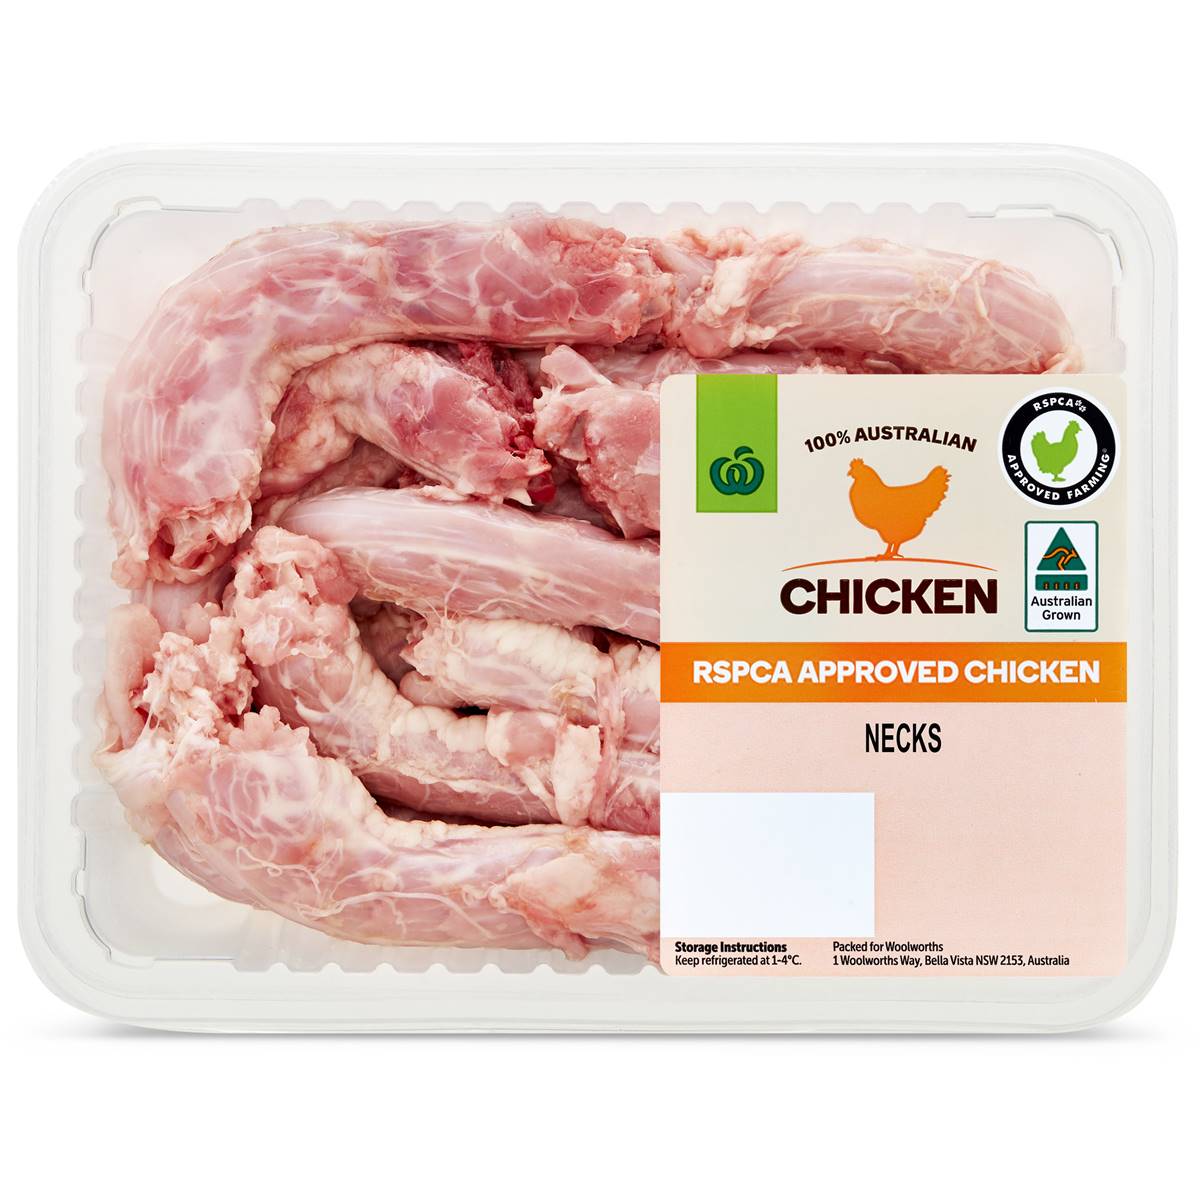 100% AUSTRALIAN
CHICKEN
RSPCA
APPROVED FARMING
Australian
Grown
RSPCA APPROVED CHICKEN
NECKS
Storage Instructions
Keep refrigerated at 1-4°C.
Packed for Woolworths
1 Woolworths Way, Bella Vista NSW 2153, Australia